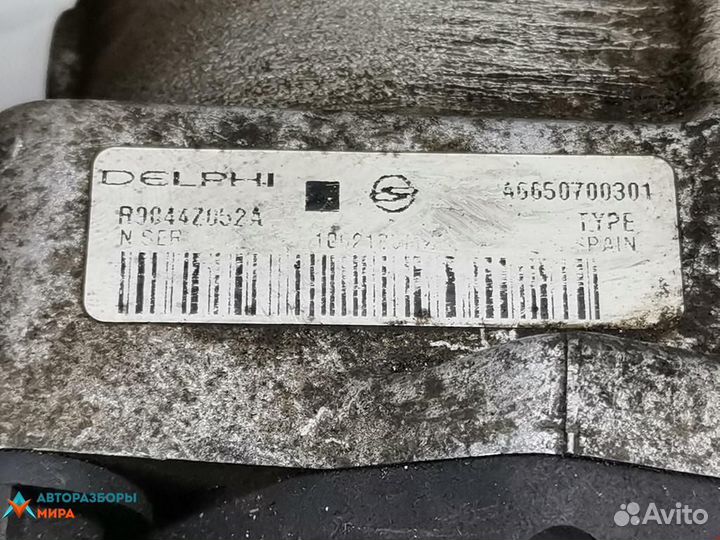 DELPHI A6650700301
R9044Z052A TYPE
N SER SPAIN
АВТОРАЗБОРЫ
МИРА
Avito